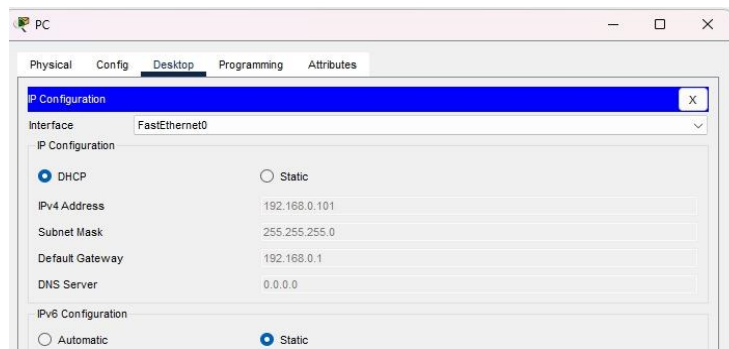 PC
Physical Config Desktop Programming Attributes
IP Configuration X
Interface FastEthernet0
IP Configuration
DHCP Static
IPv4 Address 192.168.0.101
Subnet Mask 255.255.255.0
Default Gateway 192.168.0.1
DNS Server 0.0.0.0
IPv6 Configuration
Automatic Static